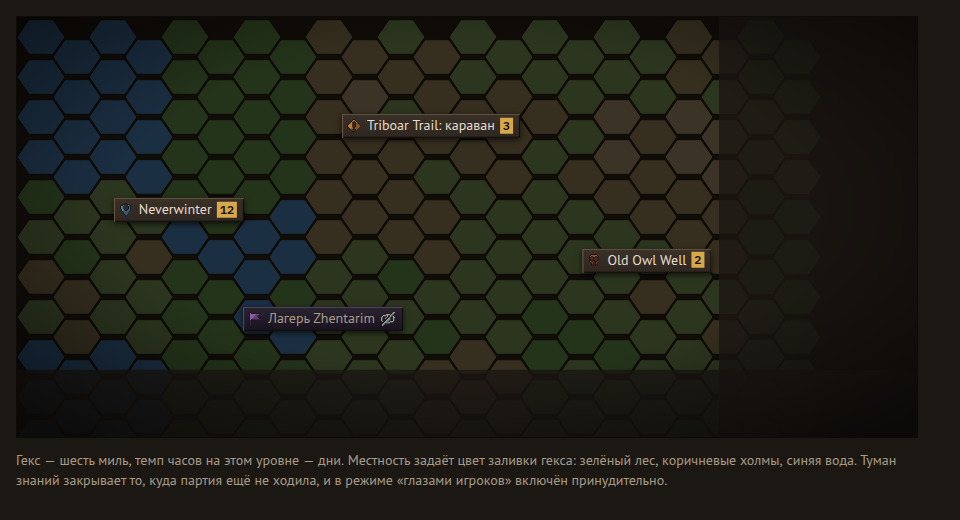 Triboar Trail: караван 3
Neverwinter 12
Old Owl Well 2
Лагерь Zhentarim
Гекс — шесть миль, темп часов на этом уровне — дни. Местность задаёт цвет заливки гекса: зелёный лес, коричневые холмы, синяя вода. Туман
знаний закрывает то, куда партия ещё не ходила, и в режиме «глазами игроков» включён принудительно.